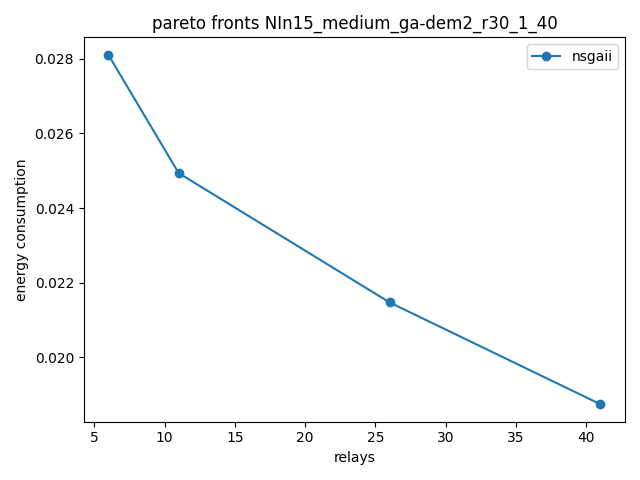 pareto fronts NIn15_medium_ga-dem2_r30_1_40
nsgaii
energy consumption
0.028
0.026
0.024
0.022
0.020
5 10 15 20 25 30 35 40
relays